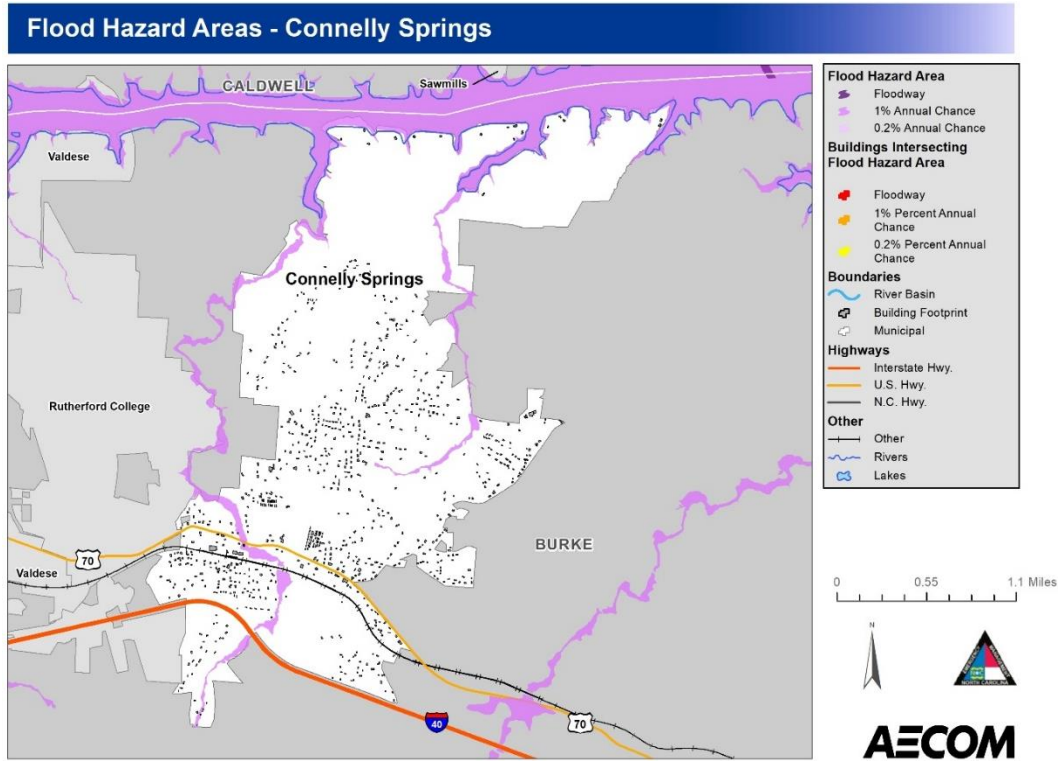 Flood Hazard Areas - Connelly Springs
CALDWELL
Sawmills
Valdese
Connelly Springs
Rutherford College
BURKE
70
Valdese
40
70
Flood Hazard Area
Floodway
1% Annual Chance
0.2% Annual Chance
Buildings Intersecting
Flood Hazard Area
Floodway
1% Percent Annual
Chance
0.2% Percent Annual
Chance
Boundaries
River Basin
Building Footprint
Municipal
Highways
Interstate Hwy.
U.S. Hwy.
N.C. Hwy.
Other
Other
Rivers
Lakes
0 0.55 1.1 Miles
N
NORTH CAROLINA
AECOM